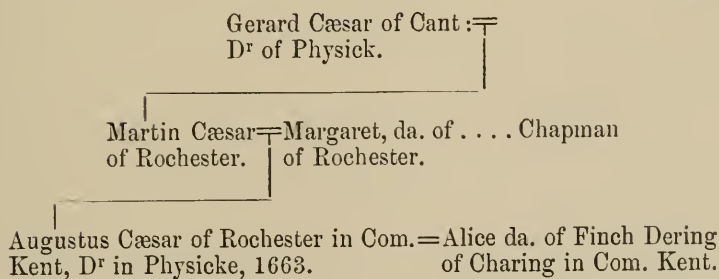 Gerard Cæsar of Cant :=
Dʳ of Physick.
Martin Cæsar=Margaret, da. of . . . . Chapman
of Rochester. of Rochester.
Augustus Cæsar of Rochester in Com.=Alice da. of Finch Dering
Kent, Dʳ in Physicke, 1663. of Charing in Com. Kent.